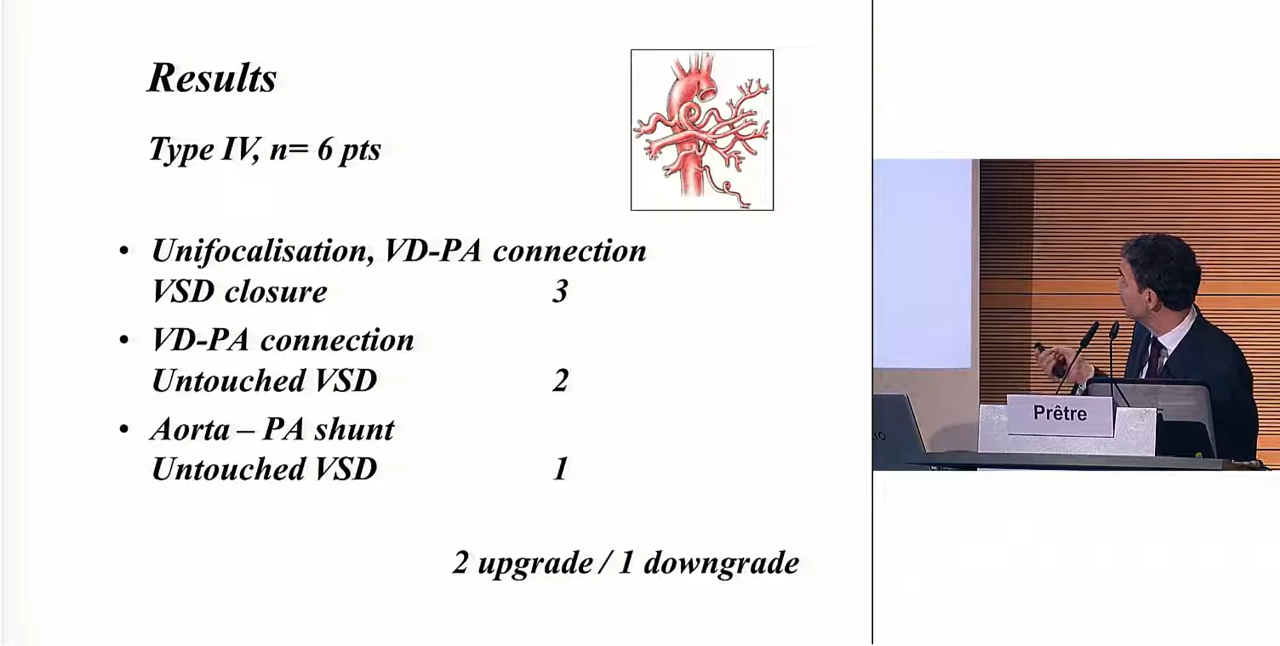 Results
Type IV, n= 6 pts
• Unifocalisation, VD-PA connection
VSD closure 3
• VD-PA connection
Untouched VSD 2
• Aorta – PA shunt
Untouched VSD 1
2 upgrade / 1 downgrade
Prêtre